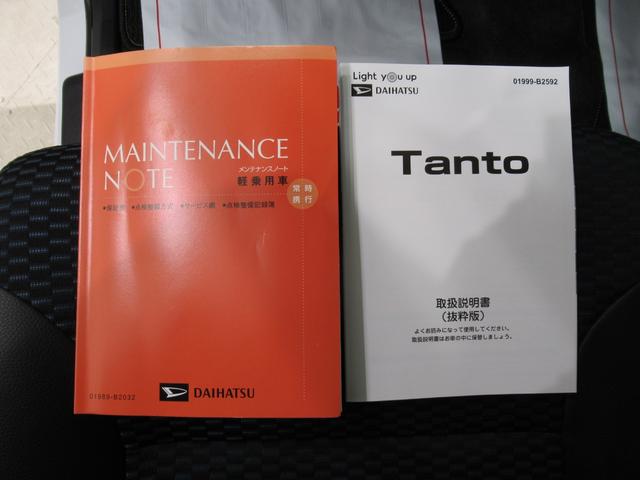 MAINTENANCE
NOTE
メンテナンスノート
軽乗用車
常時
携行
●保証書 ●点検整備方式 ●サービス網 ●点検整備記録簿
DAIHATSU
01989-B2032
Light you up
DAIHATSU
01999-B2592
Tanto
取扱説明書
(抜粋版)
よくお読みになって使用してください。
取扱説明書はお車の中に保管しましょう。